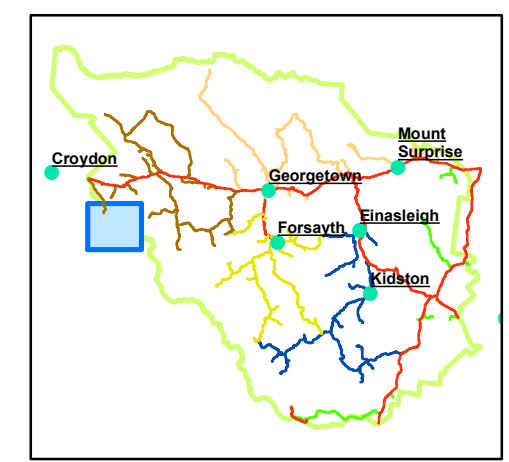 Mount
Surprise
Croydon
Georgetown
Einasleigh
Forsayth
Kidston